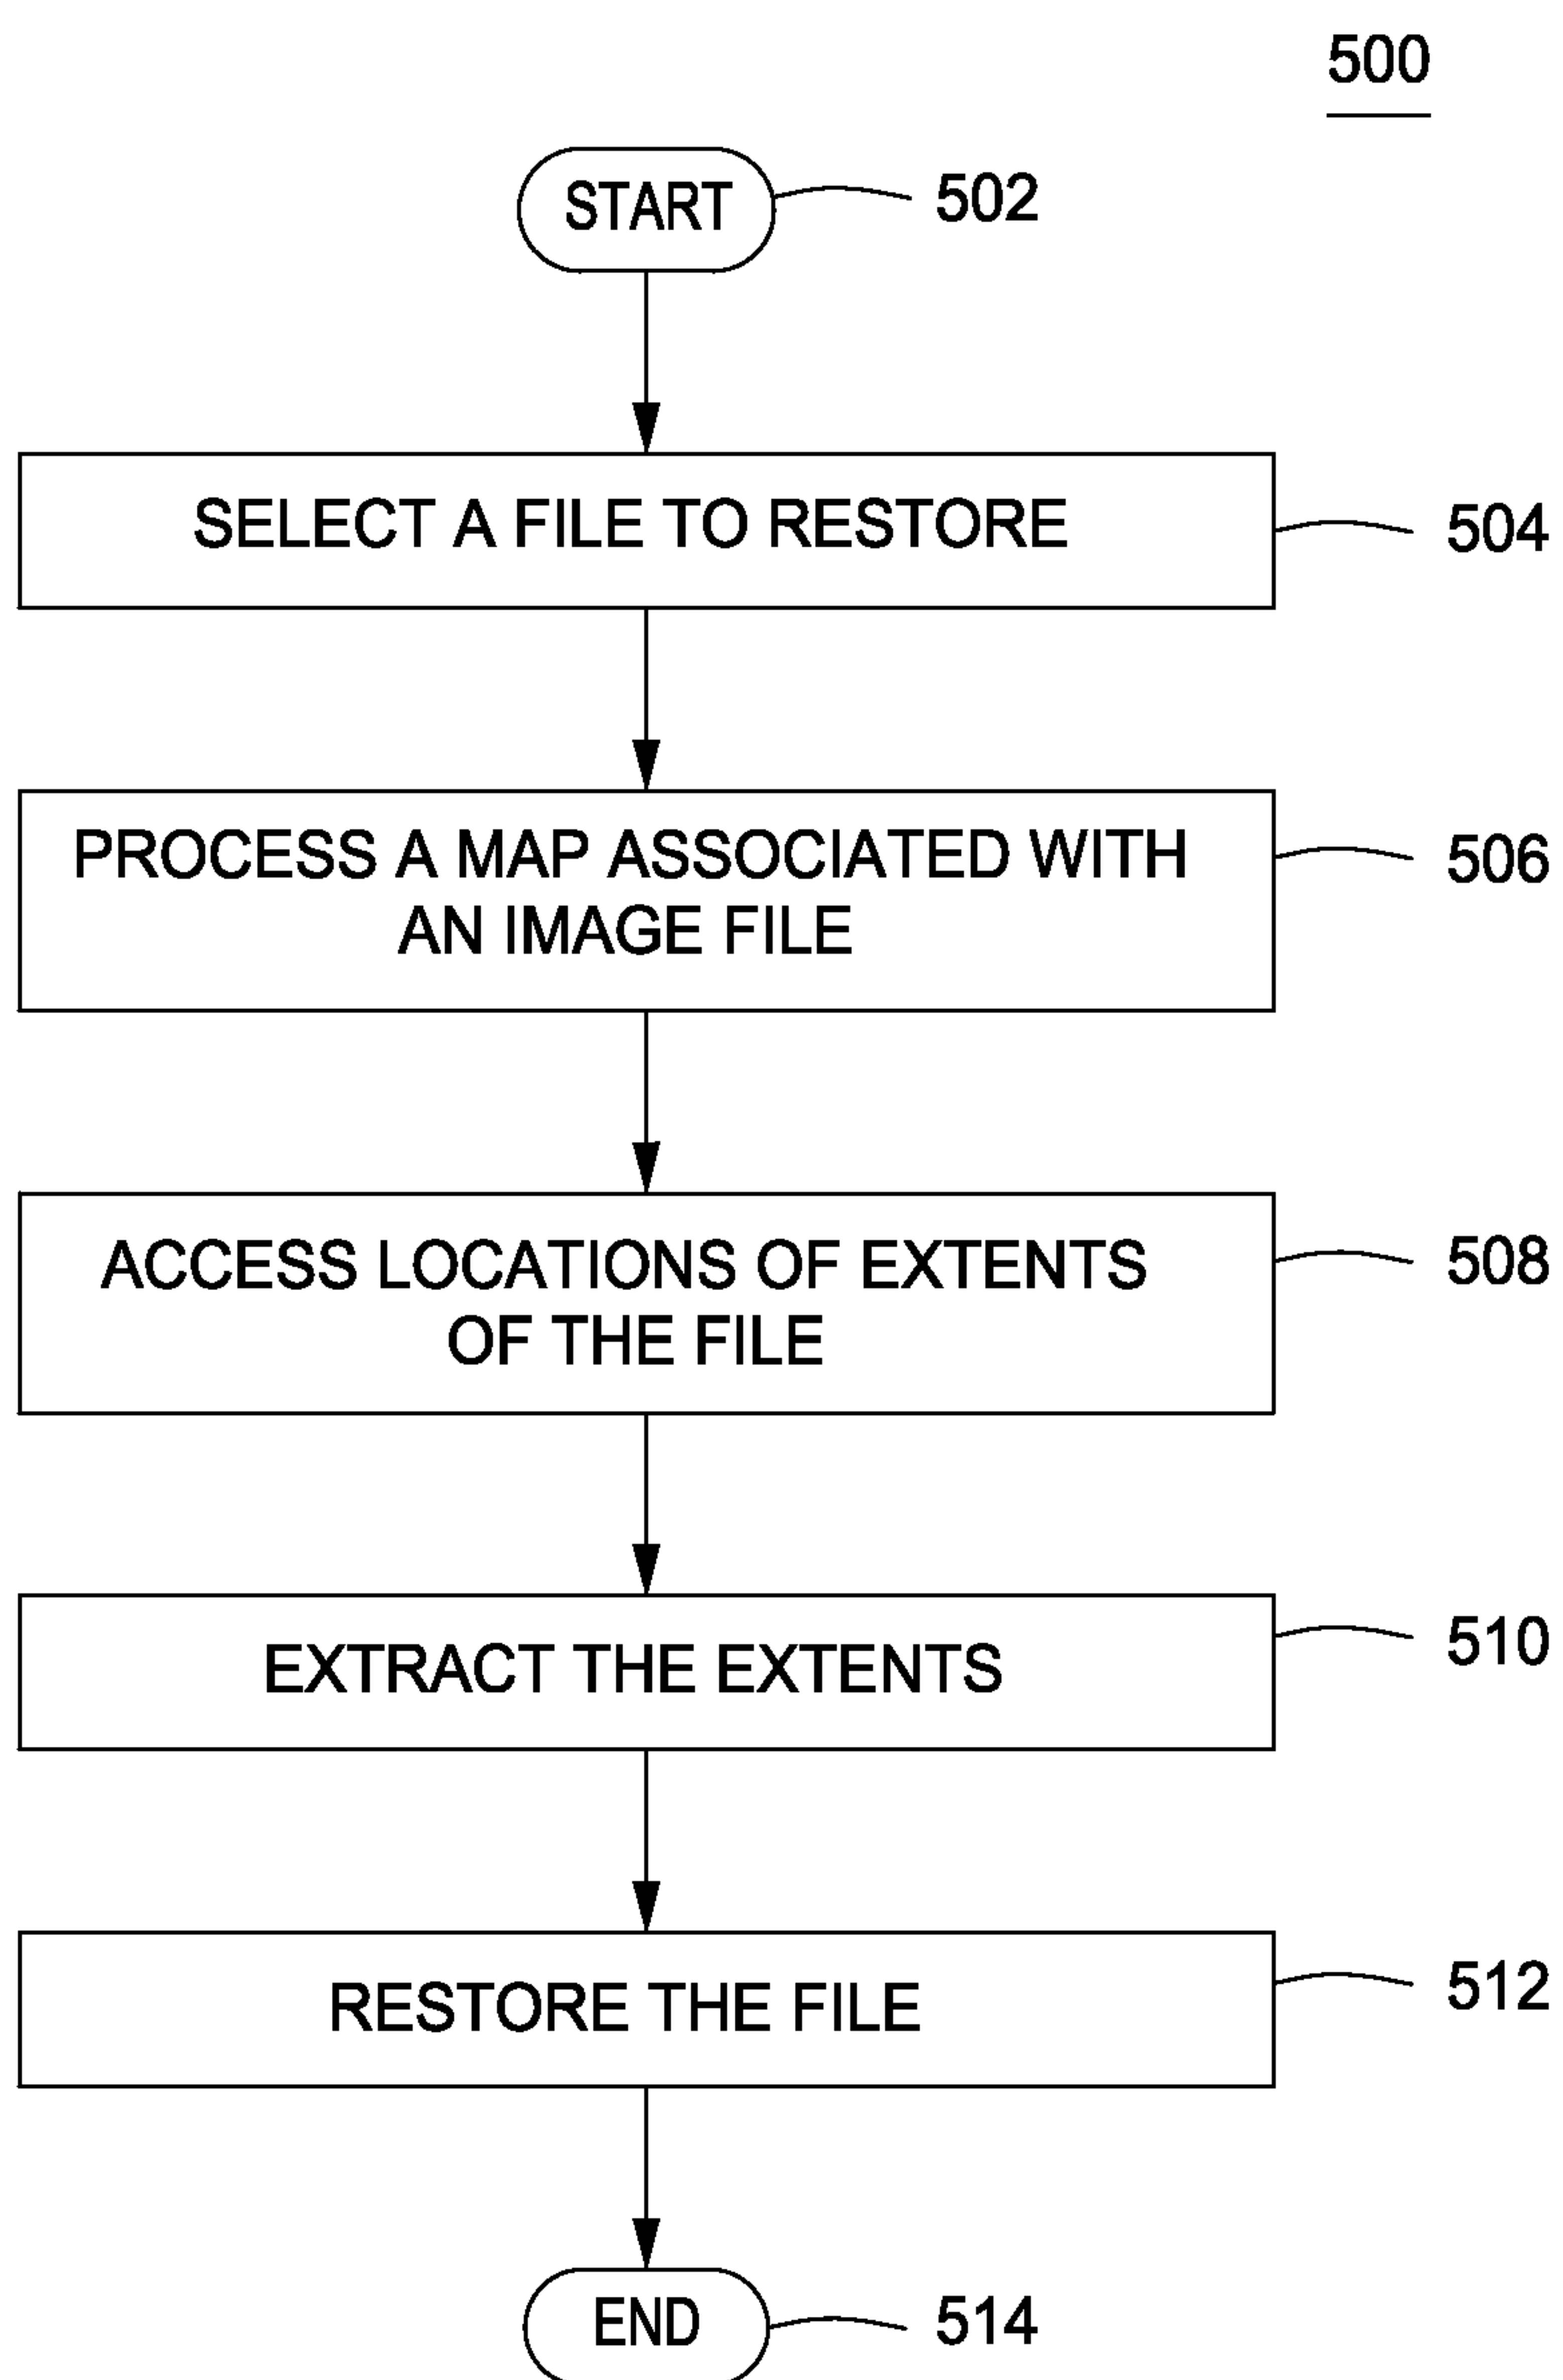 500
START
502
SELECT A FILE TO RESTORE
504
PROCESS A MAP ASSOCIATED WITH
AN IMAGE FILE
506
ACCESS LOCATIONS OF EXTENTS
OF THE FILE
508
EXTRACT THE EXTENTS
510
RESTORE THE FILE
512
END
514